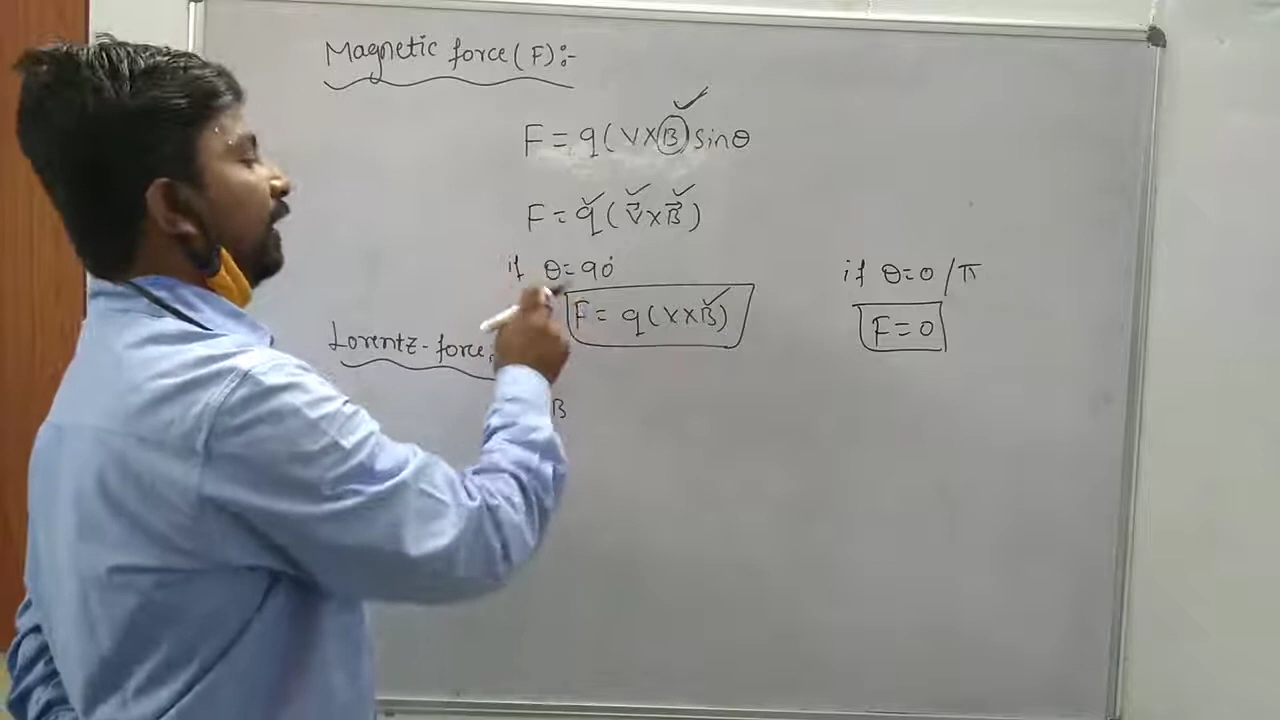 Magnetic force (F):-
F = q(V×B sinθ
F = q(V⃗×B⃗)
if θ=90°
F = q(V×B)
if θ=0/π
F=0
Lorentz-force
B